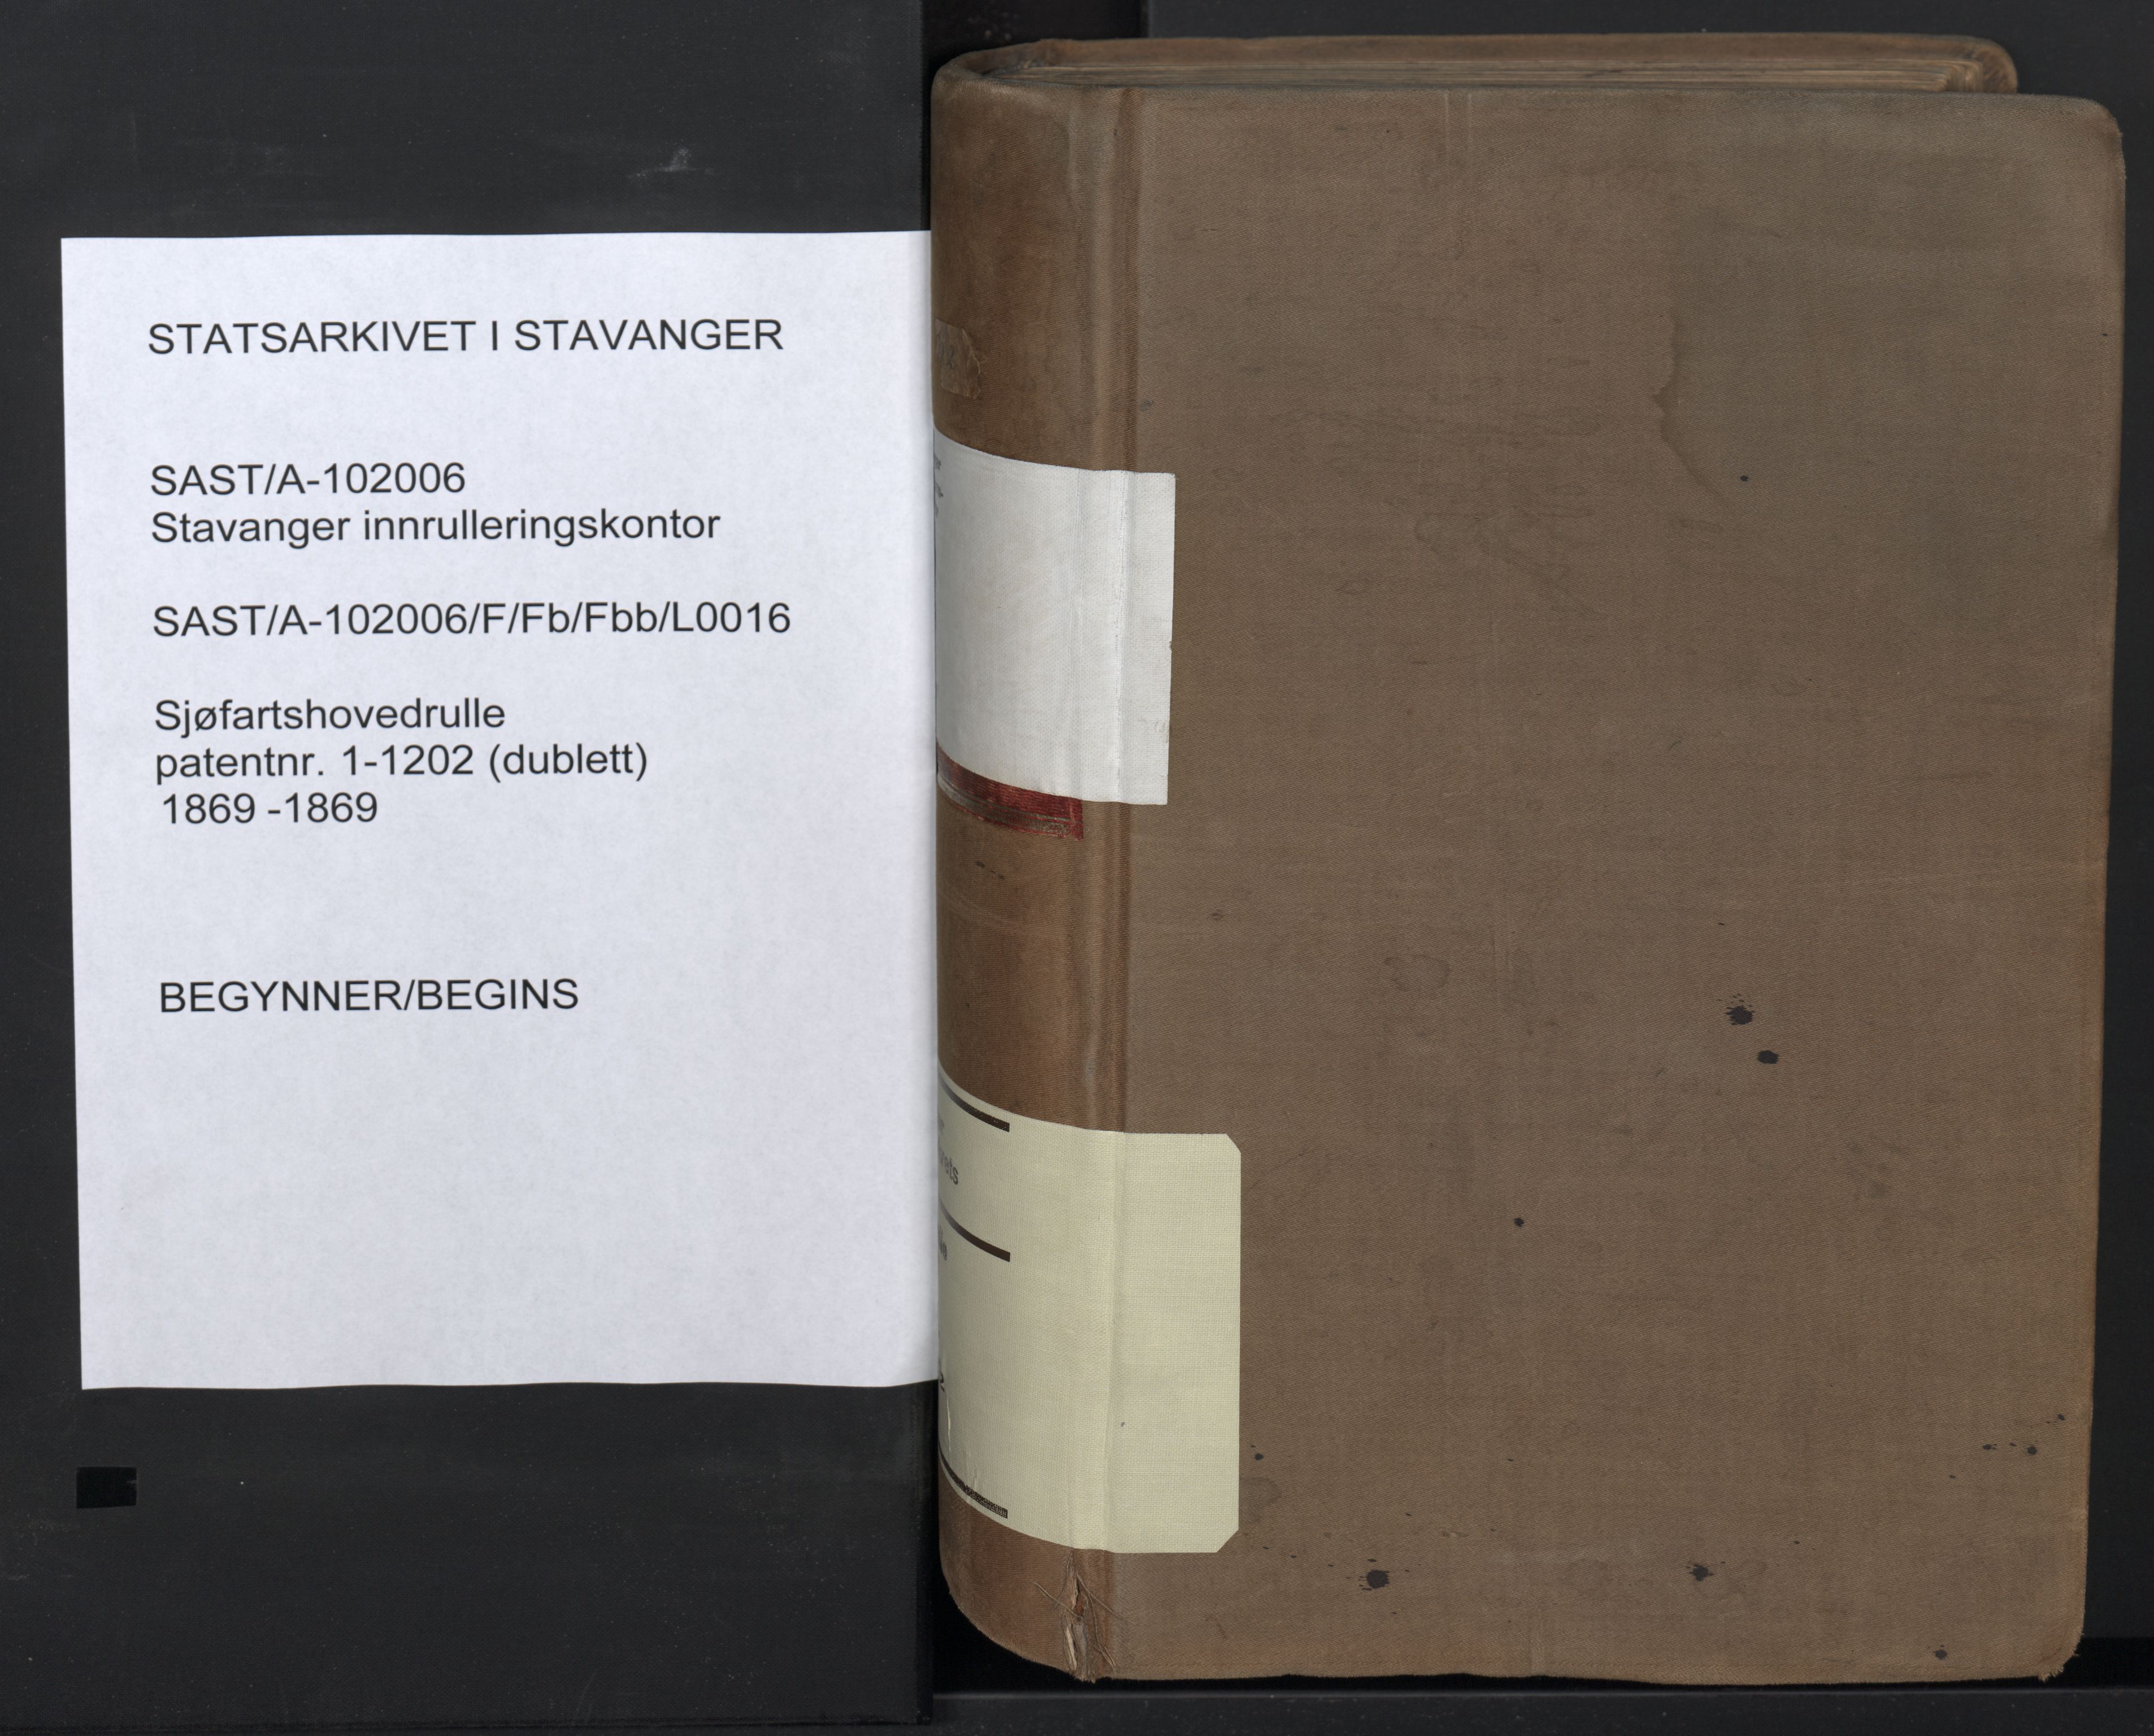 STATSARKIVET I STAVANGER
SAST/A-102006
Stavanger innrulleringskontor
SAST/A-102006/F/Fb/Fbb/L0016
Sjøfartshovedrulle
patentnr. 1-1202 (dublett)
1869 -1869
BEGYNNER/BEGINS